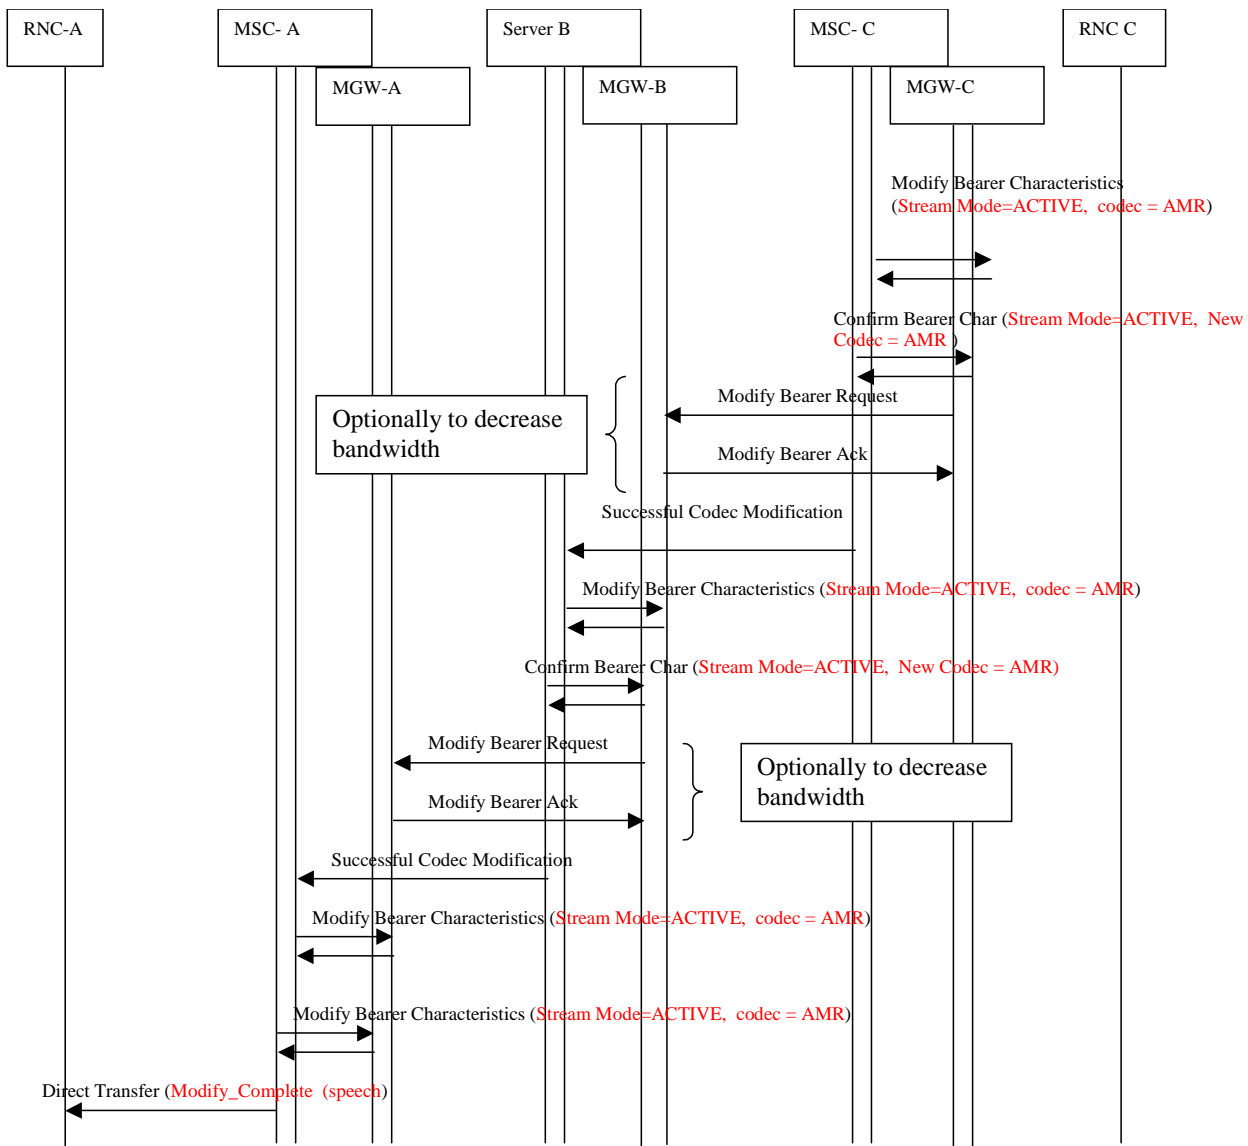 RNC-A
MSC- A
Server B
MSC- C
RNC C
MGW-A
MGW-B
MGW-C
Modify Bearer Characteristics
(Stream Mode=ACTIVE, codec = AMR)
Confirm Bearer Char (Stream Mode=ACTIVE, New
Codec = AMR )
Modify Bearer Request
Optionally to decrease
bandwidth
Modify Bearer Ack
Successful Codec Modification
Modify Bearer Characteristics (Stream Mode=ACTIVE, codec = AMR)
Confirm Bearer Char (Stream Mode=ACTIVE, New Codec = AMR)
Modify Bearer Request
Optionally to decrease
bandwidth
Modify Bearer Ack
Successful Codec Modification
Modify Bearer Characteristics (Stream Mode=ACTIVE, codec = AMR)
Modify Bearer Characteristics (Stream Mode=ACTIVE, codec = AMR)
Direct Transfer (Modify_Complete (speech)